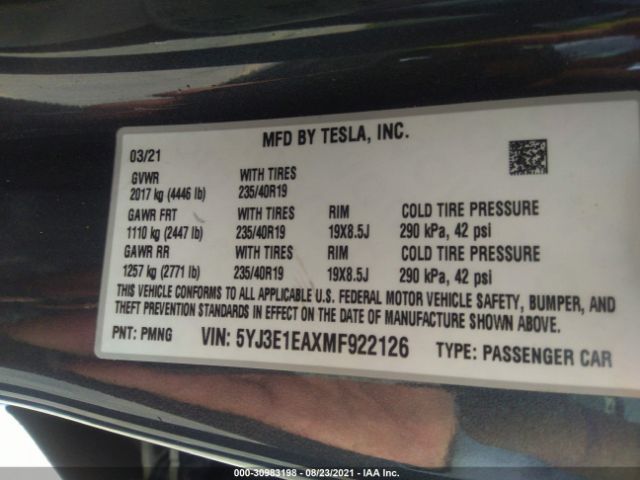 MFD BY TESLA, INC.
03/21
GVWR WITH TIRES
2017 kg (4446 lb) 235/40R19
GAWR FRT WITH TIRES RIM COLD TIRE PRESSURE
1110 kg (2447 lb) 235/40R19 19X8.5J 290 kPa, 42 psi
GAWR RR WITH TIRES RIM COLD TIRE PRESSURE
1257 kg (2771 lb) 235/40R19 19X8.5J 290 kPa, 42 psi
THIS VEHICLE CONFORMS TO ALL APPLICABLE U.S. FEDERAL MOTOR VEHICLE SAFETY, BUMPER, AND
THEFT PREVENTION STANDARDS IN EFFECT ON THE DATE OF MANUFACTURE SHOWN ABOVE.
PNT: PMNG VIN: 5YJ3E1EAXMF922126 TYPE: PASSENGER CAR
000-30983198 - 08/23/2021 - IAA Inc.